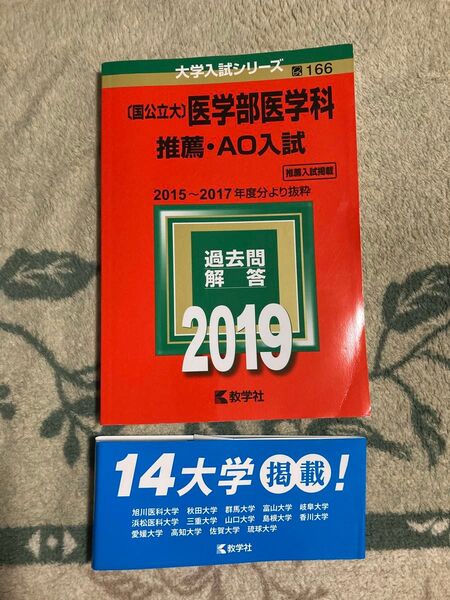 大学入試シリーズ 166
〔国公立大〕医学部医学科
推薦・AO入試
推薦入試掲載
2015〜2017年度分より抜粋
過去問
解答
2019
教学社
14大学掲載!
旭川医科大学 秋田大学 群馬大学 富山大学 岐阜大学
浜松医科大学 三重大学 山口大学 島根大学 香川大学
愛媛大学 高知大学 佐賀大学 琉球大学
教学社